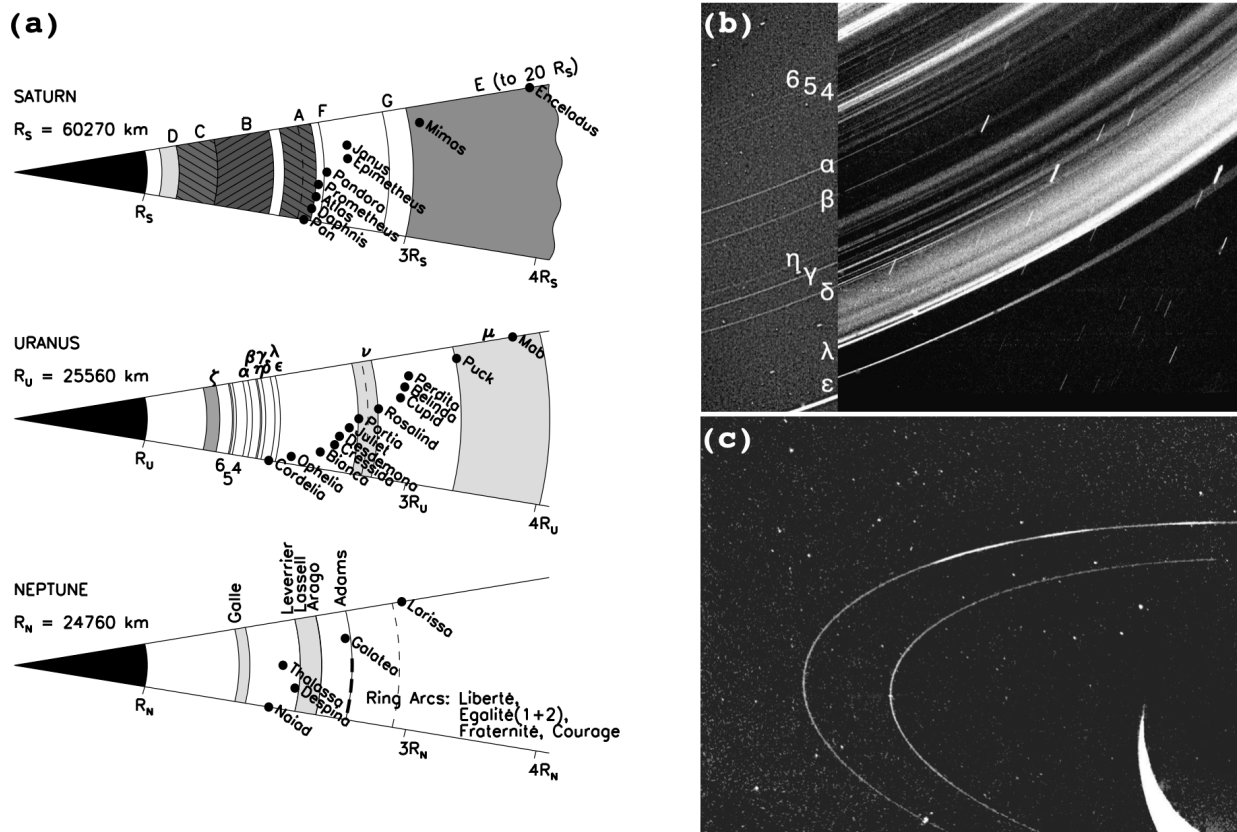 (a)
SATURN
R_S = 60270 km
D
C
B
A
F
G
E (to 20 R_S)
Enceladus
Mimas
Janus
Epimetheus
Pandora
Prometheus
Atlas
Daphnis
Pan
R_S
3R_S
4R_S
URANUS
R_U = 25560 km
ζ
6
5
4
α
β
η
γ
δ
λ
ε
ν
μ
Mab
Puck
Perdita
Belinda
Cupid
Rosalind
Portia
Juliet
Desdemona
Cressida
Bianca
Ophelia
Cordelia
R_U
3R_U
4R_U
NEPTUNE
R_N = 24760 km
Galle
Leverrier
Lassell
Arago
Adams
Larissa
Galatea
Thalassa
Despina
Naiad
Ring Arcs: Liberté,
Egalité(1+2),
Fraternité, Courage
R_N
3R_N
4R_N
(b)
6 5 4
α
β
η γ
δ
λ
ε
(c)